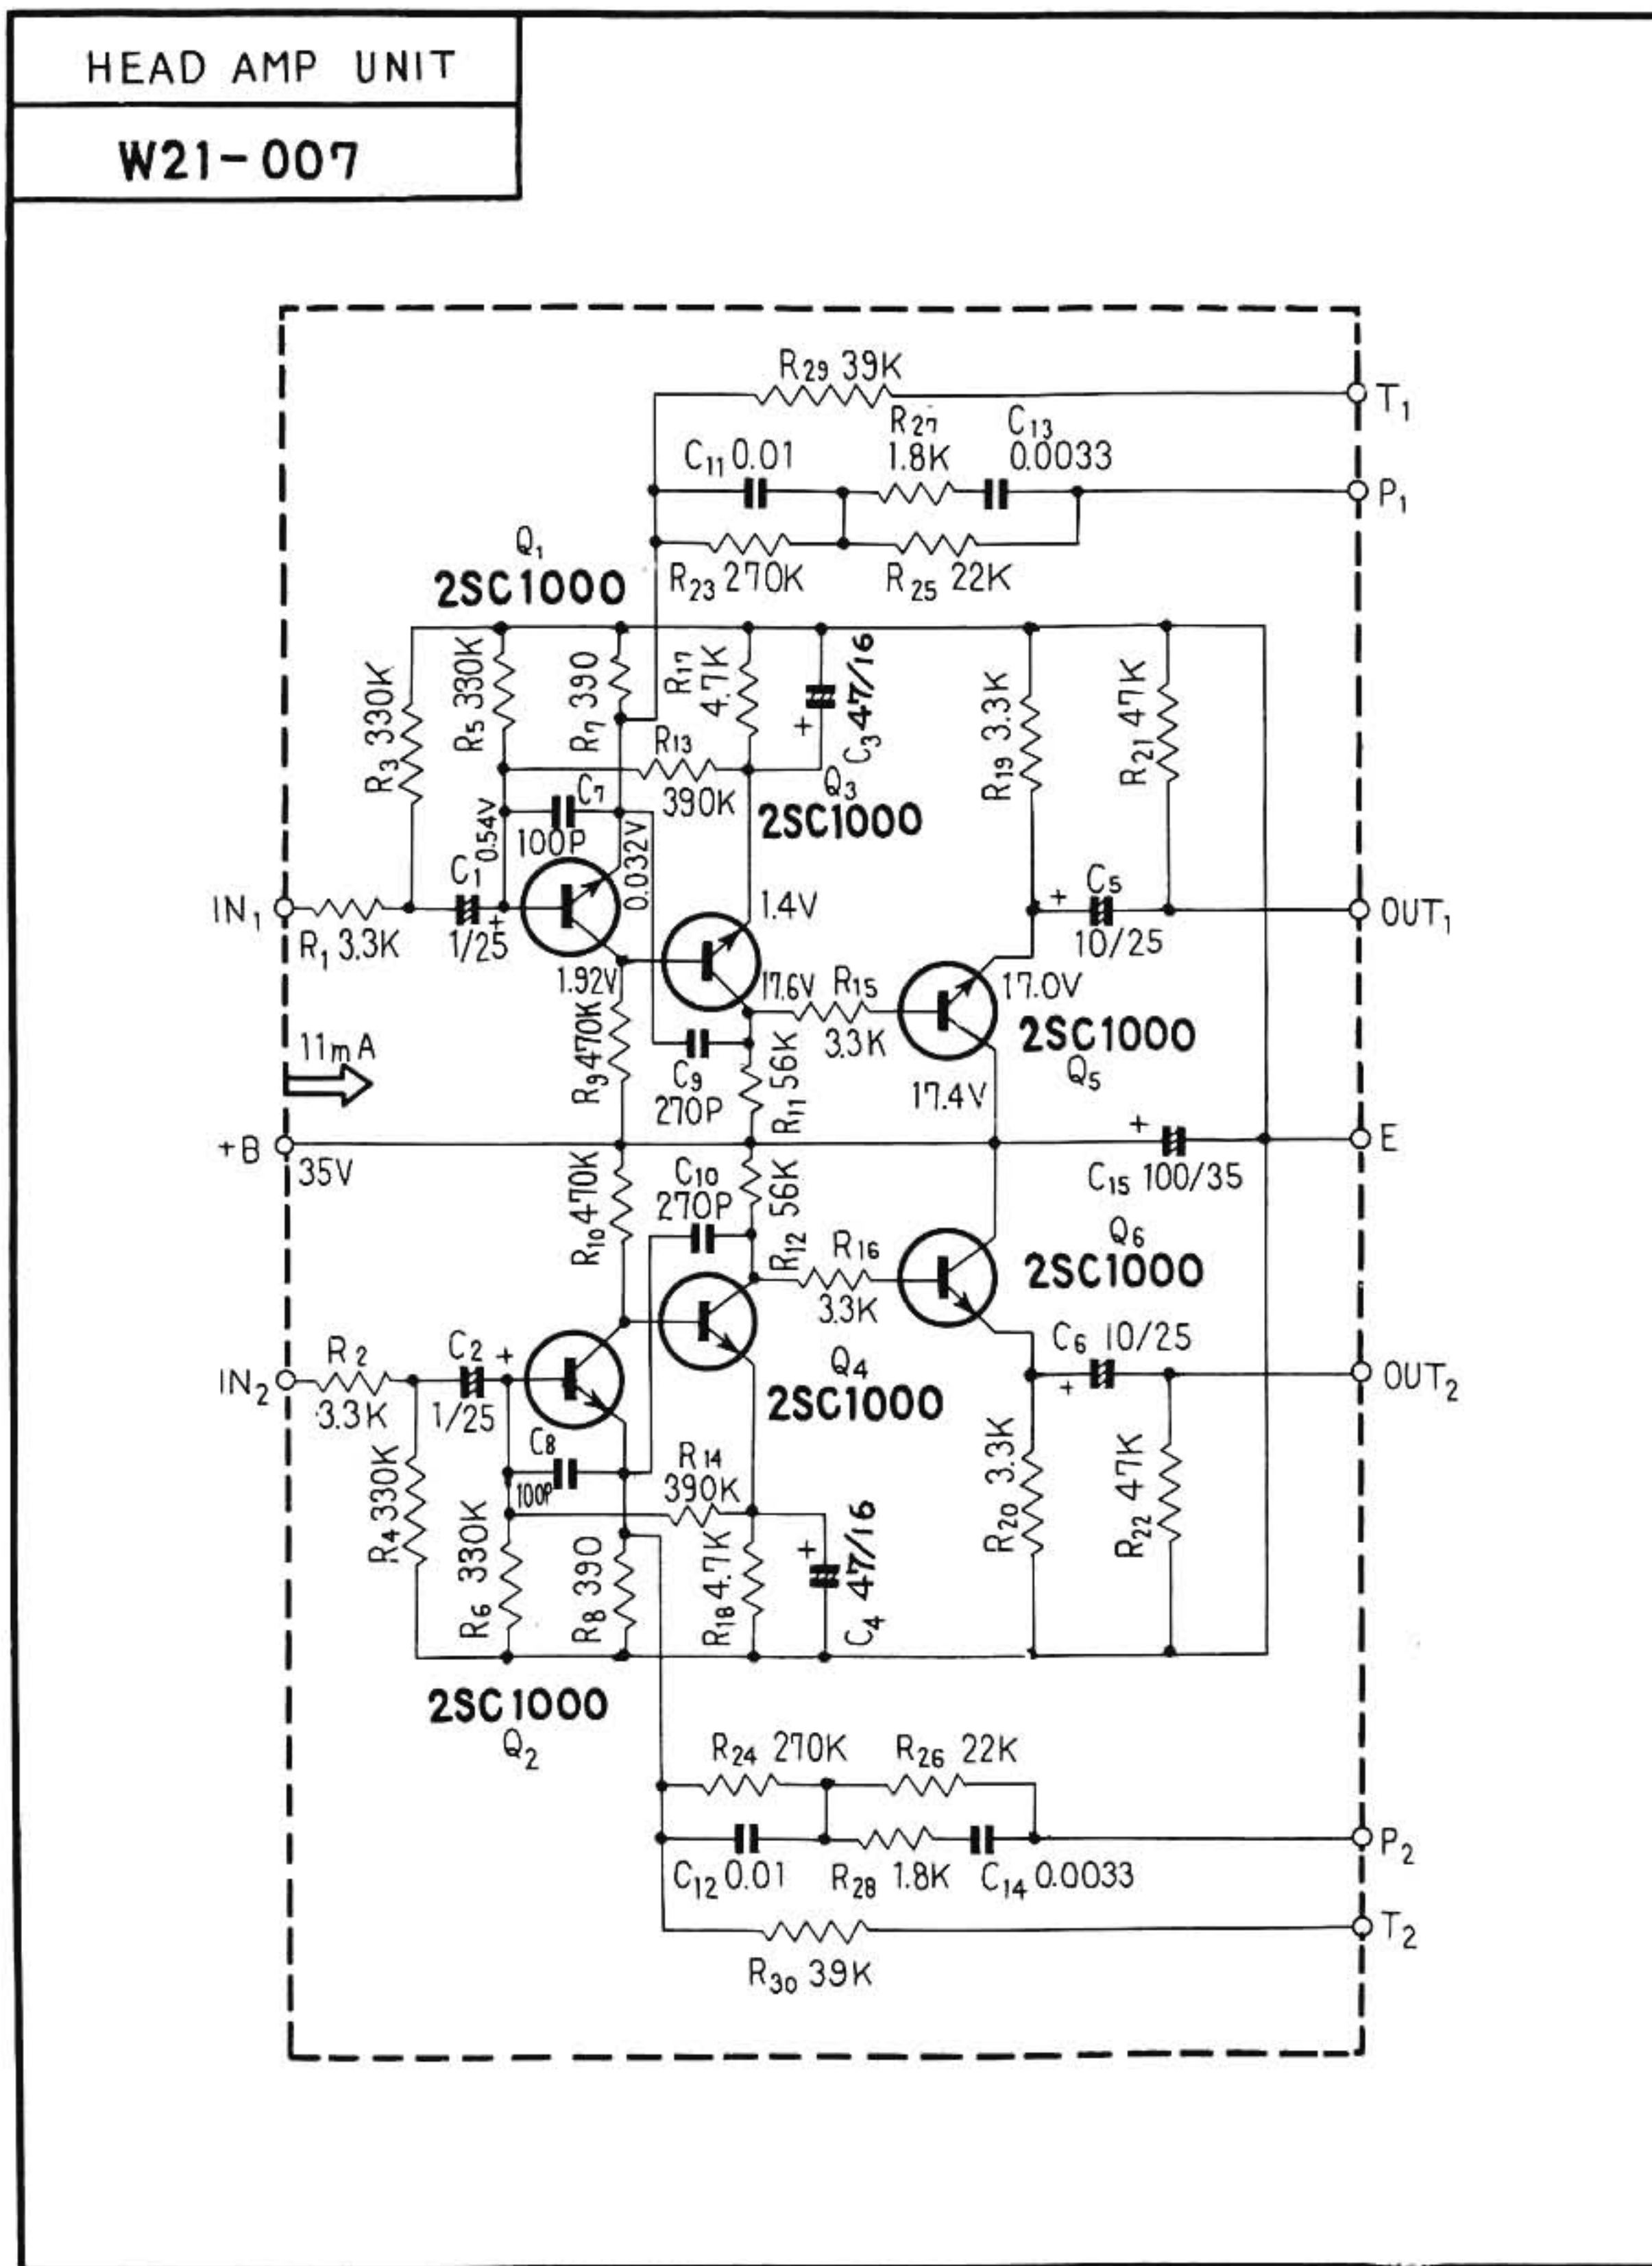 HEAD AMP UNIT
W21-007
R29 39K
T1
R27
1.8K
C13
0.0033
C11 0.01
P1
R23 270K
R25 22K
Q1
2SC1000
R3 330K
R5 330K
R7 390
R17
4.7K
C3 47/16
R13
390K
R19 3.3K
R21 47K
Q3
2SC1000
C7
100P
0.54V
0.032V
C1
1/25
+
+
IN1
R1 3.3K
1.4V
+
C5
10/25
OUT1
1.92V
17.6V
R15
3.3K
17.0V
2SC1000
Q5
17.4V
11mA
R9 470K
C9
270P
R11 56K
+B
35V
+
C15 100/35
E
R10 470K
C10
270P
56K
R12
R16
3.3K
Q6
2SC1000
R2
3.3K
C2
+
1/25
IN2
Q4
2SC1000
C6 10/25
+
OUT2
C8
100P
R14
390K
R4 330K
R6 330K
R8 390
R18 4.7K
+
C4 47/16
R20 3.3K
R22 47K
2SC1000
Q2
R24 270K
R26 22K
P2
C12 0.01
R28 1.8K
C14 0.0033
T2
R30 39K